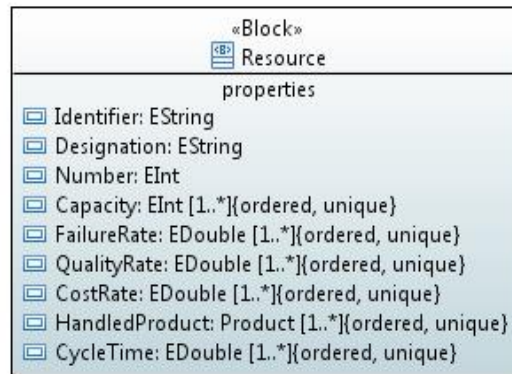 «Block»
Resource
properties
Identifier: EString
Designation: EString
Number: EInt
Capacity: EInt [1..*]{ordered, unique}
FailureRate: EDouble [1..*]{ordered, unique}
QualityRate: EDouble [1..*]{ordered, unique}
CostRate: EDouble [1..*]{ordered, unique}
HandledProduct: Product [1..*]{ordered, unique}
CycleTime: EDouble [1..*]{ordered, unique}